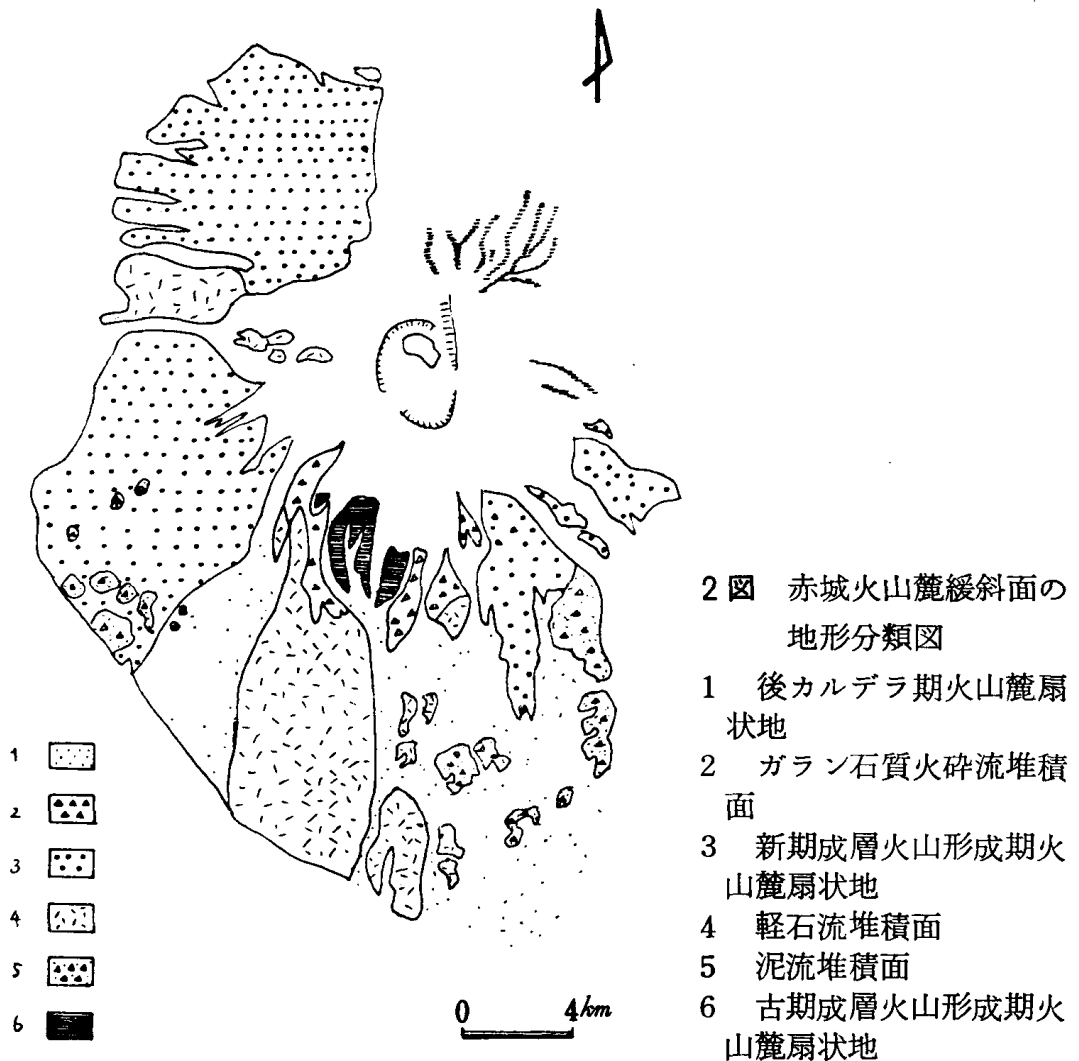 2図 赤城火山麓緩斜面の
地形分類図
1 後カルデラ期火山麓扇
状地
2 ガラン石質火砕流堆積
面
3 新期成層火山形成期火
山麓扇状地
4 軽石流堆積面
5 泥流堆積面
6 古期成層火山形成期火
山麓扇状地
1
2
3
4
5
6
0 4km